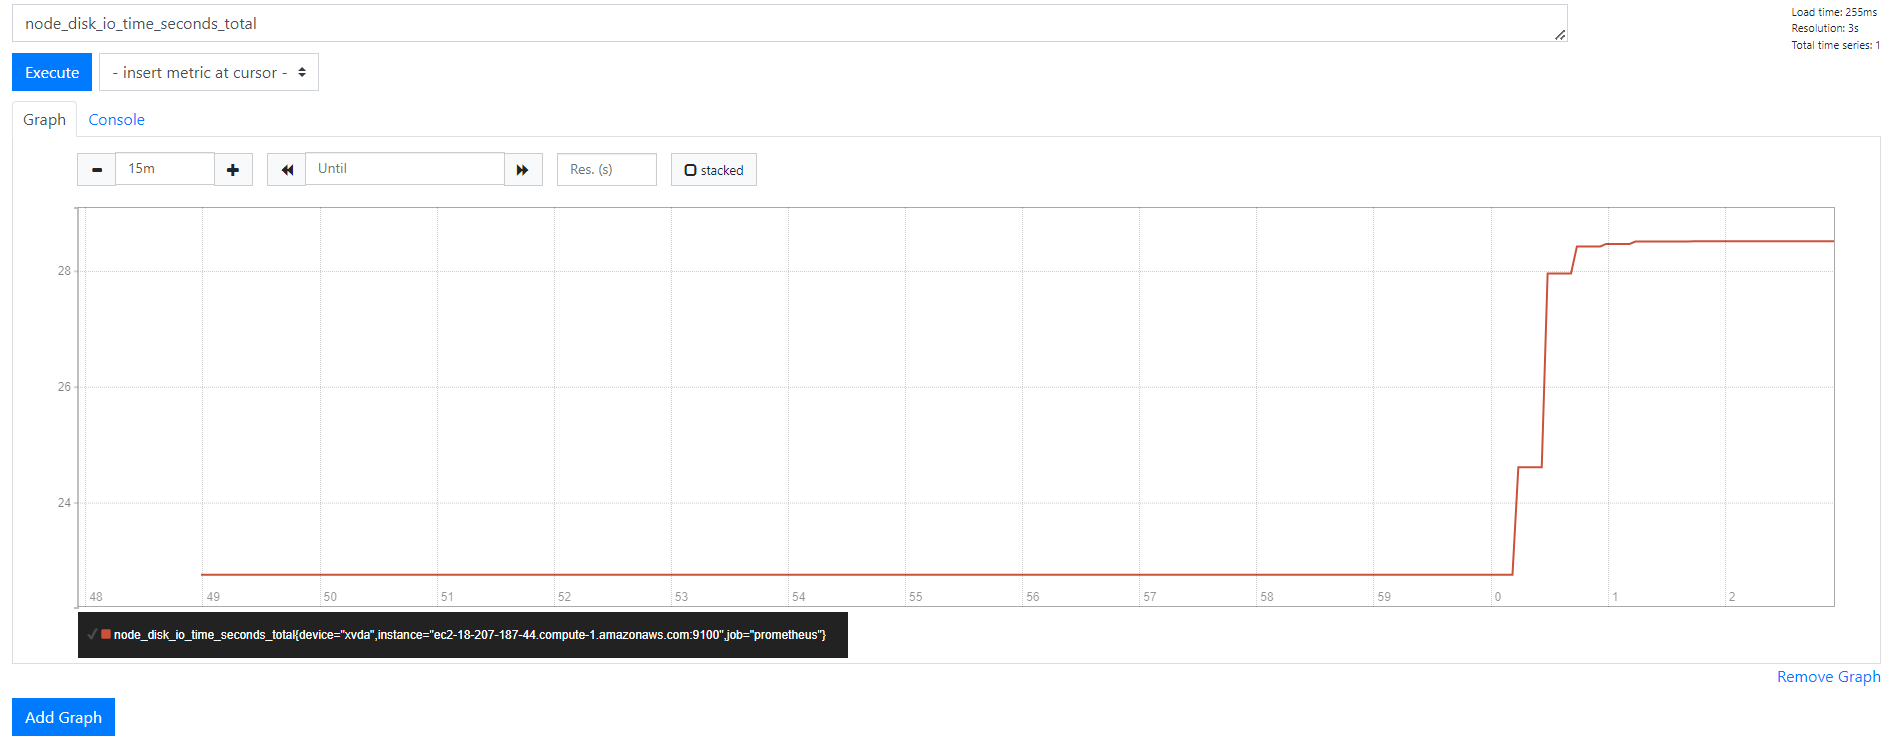 node_disk_io_time_seconds_total
Load time: 255ms
Resolution: 3s
Total time series: 1
Execute
- insert metric at cursor -
Graph
Console
15m
Until
Res. (s)
stacked
28
26
24
48 49 50 51 52 53 54 55 56 57 58 59 0 1 2
node_disk_io_time_seconds_total{device="xvda",instance="ec2-18-207-187-44.compute-1.amazonaws.com:9100",job="prometheus"}
Remove Graph
Add Graph